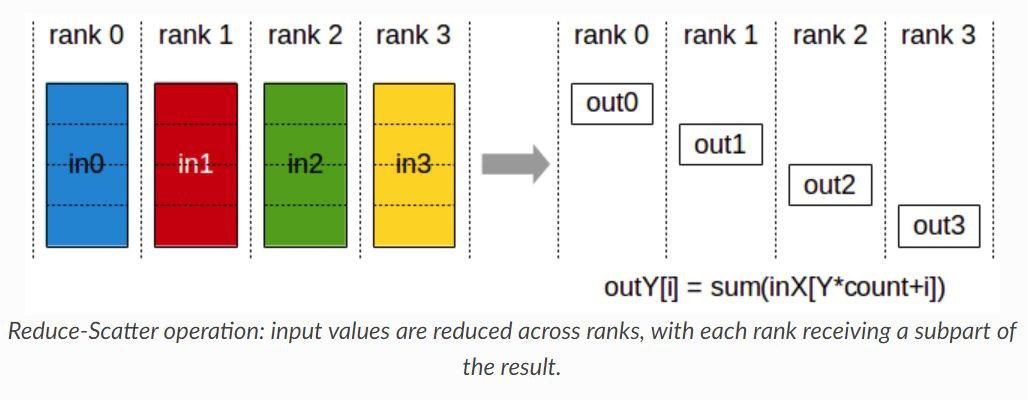 rank 0 rank 1 rank 2 rank 3 rank 0 rank 1 rank 2 rank 3
out0
out1
in0 in1 in2 in3
out2
out3
outY[i] = sum(inX[Y*count+i])
Reduce-Scatter operation: input values are reduced across ranks, with each rank receiving a subpart of
the result.